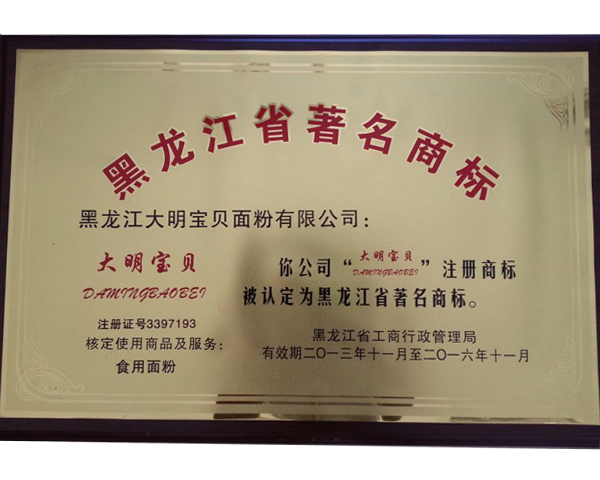 黑龙江省著名商标
黑龙江大明宝贝面粉有限公司：
大明宝贝
DAMINGBAOBEI
注册证号3397193
核定使用商品及服务：
食用面粉
你公司“大明宝贝 DAMINGBAOBEI”注册商标
被认定为黑龙江省著名商标。
黑龙江省工商行政管理局
有效期二〇一三年十一月至二〇一六年十一月